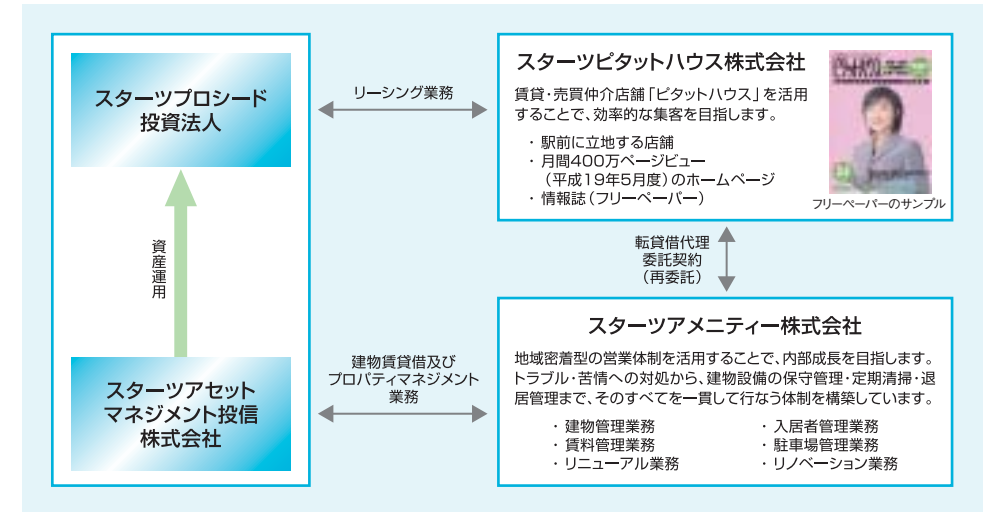 スターツプロシード
投資法人
資産運用
スターツアセット
マネジメント投信
株式会社
リーシング業務
建物賃貸借及び
プロパティマネジメント
業務
スターツピタットハウス株式会社
賃貸・売買仲介店舗「ピタットハウス」を活用
することで、効率的な集客を目指します。
・駅前に立地する店舗
・月間400万ページビュー
（平成19年5月度）のホームページ
・情報誌（フリーペーパー）
フリーペーパーのサンプル
転貸借代理
委託契約
（再委託）
スターツアメニティー株式会社
地域密着型の営業体制を活用することで、内部成長を目指します。
トラブル・苦情への対処から、建物設備の保守管理・定期清掃・退
居管理まで、そのすべてを一貫して行なう体制を構築しています。
・建物管理業務
・賃料管理業務
・リニューアル業務
・入居者管理業務
・駐車場管理業務
・リノベーション業務